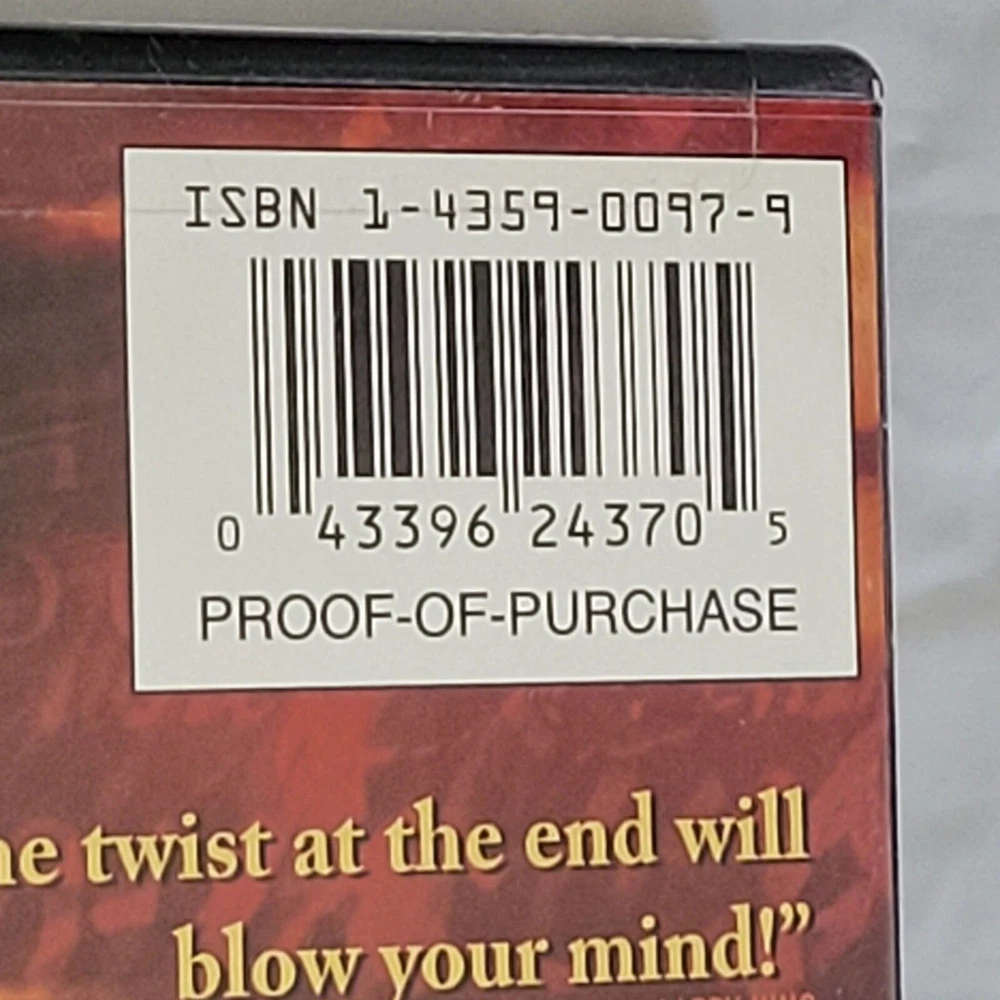 ISBN 1-4359-0097-9
0 43396 24370 5
PROOF-OF-PURCHASE
twist at the end will
blow your mind!”